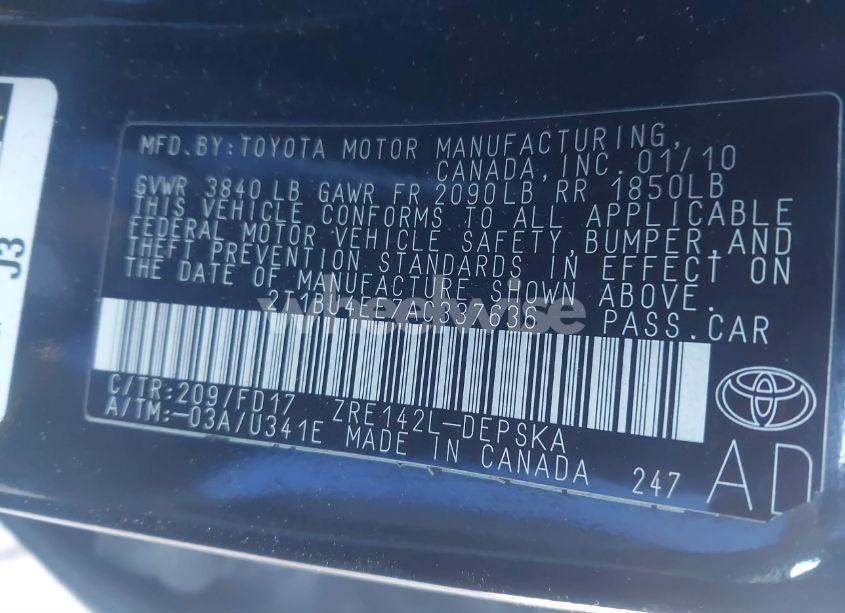 J3
MFD.BY:TOYOTA MOTOR MANUFACTURING,
CANADA, INC. 01/10
GVWR 3840 LB GAWR FR 2090LB RR 1850LB
THIS VEHICLE CONFORMS TO ALL APPLICABLE
FEDERAL MOTOR VEHICLE SAFETY, BUMPER, AND
THEFT PREVENTION STANDARDS IN EFFECT ON
THE DATE OF MANUFACTURE SHOWN ABOVE.
PASS.CAR
wheelwise
C/TR:209/FD17 ZRE142L-DEPSKA
A/TM:-03A/U341E MADE IN CANADA 247
AD